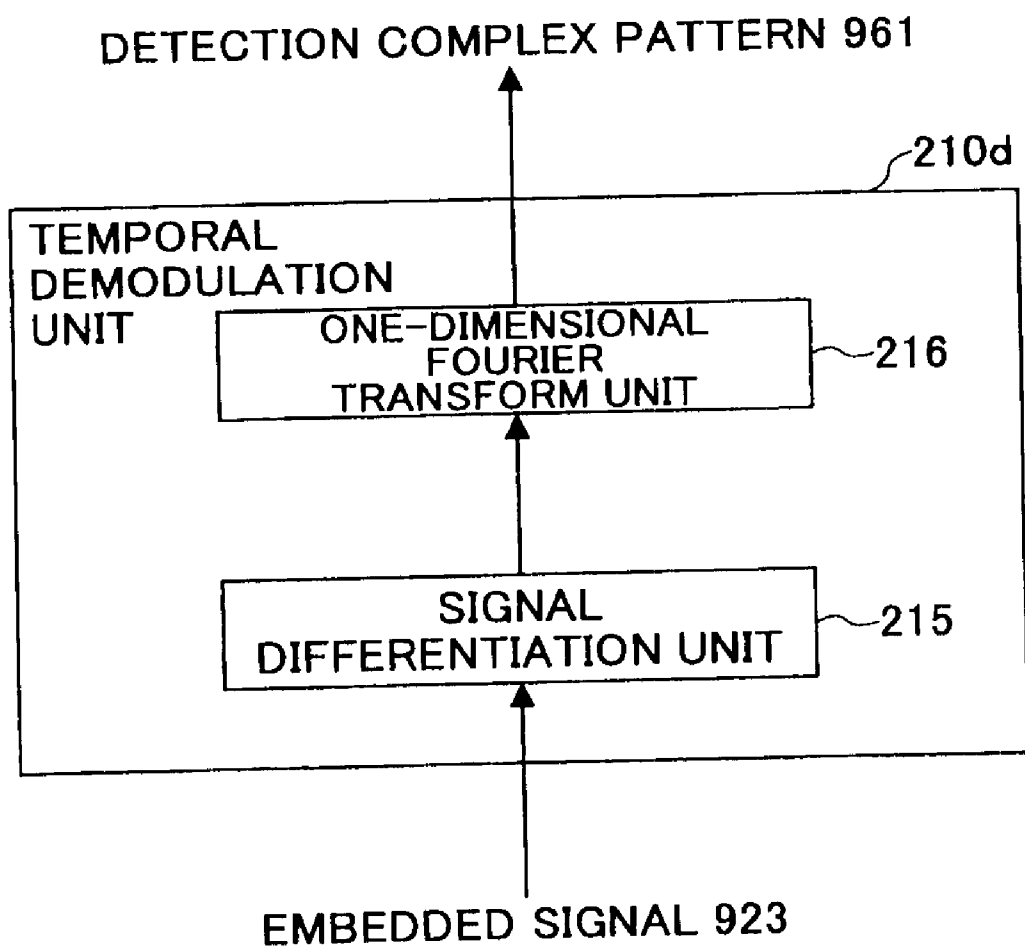 DETECTION COMPLEX PATTERN 961
210d
TEMPORAL
DEMODULATION
UNIT
ONE-DIMENSIONAL
FOURIER
TRANSFORM UNIT
216
SIGNAL
DIFFERENTIATION UNIT
215
EMBEDDED SIGNAL 923